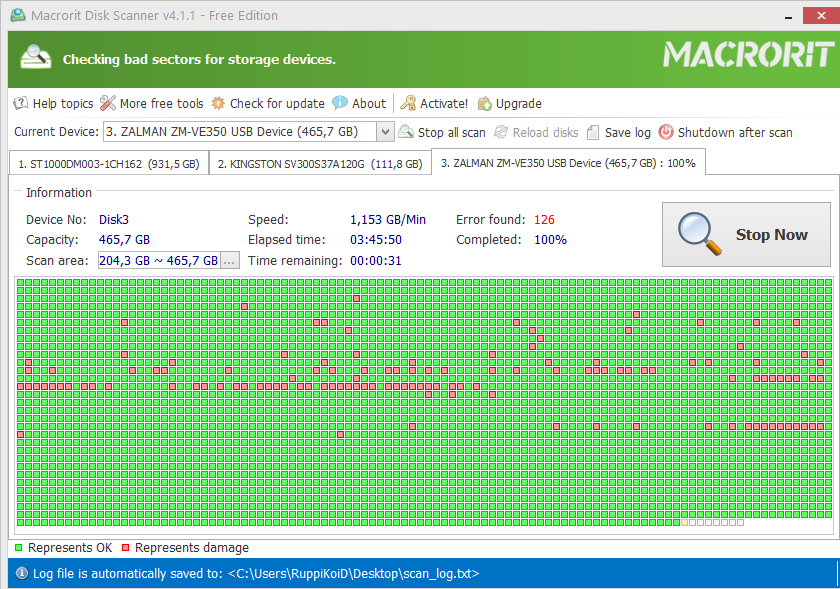 Macrorit Disk Scanner v4.1.1 - Free Edition
Checking bad sectors for storage devices.
MACRORIT
Help topics More free tools Check for update About Activate! Upgrade
Current Device: 3. ZALMAN ZM-VE350 USB Device (465,7 GB) Stop all scan Reload disks Save log Shutdown after scan
1. ST1000DM003-1CH162 (931,5 GB) 2. KINGSTON SV300S37A120G (111,8 GB) 3. ZALMAN ZM-VE350 USB Device (465,7 GB) : 100%
Information
Device No: Disk3 Speed: 1,153 GB/Min Error found: 126
Capacity: 465,7 GB Elapsed time: 03:45:50 Completed: 100%
Scan area: 204,3 GB ~ 465,7 GB ... Time remaining: 00:00:31
Stop Now
Represents OK Represents damage
Log file is automatically saved to: <C:\Users\RuppiKoiD\Desktop\scan_log.txt>